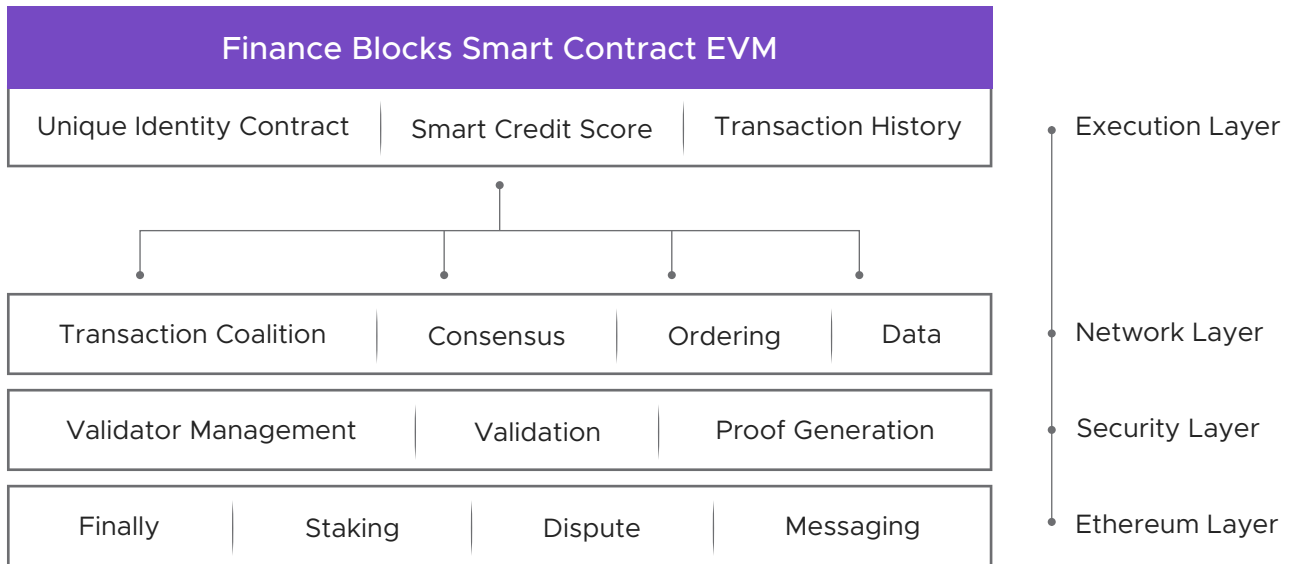 Finance Blocks Smart Contract EVM
Unique Identity Contract Smart Credit Score Transaction History Execution Layer
Transaction Coalition Consensus Ordering Data Network Layer
Validator Management Validation Proof Generation Security Layer
Finally Staking Dispute Messaging Ethereum Layer